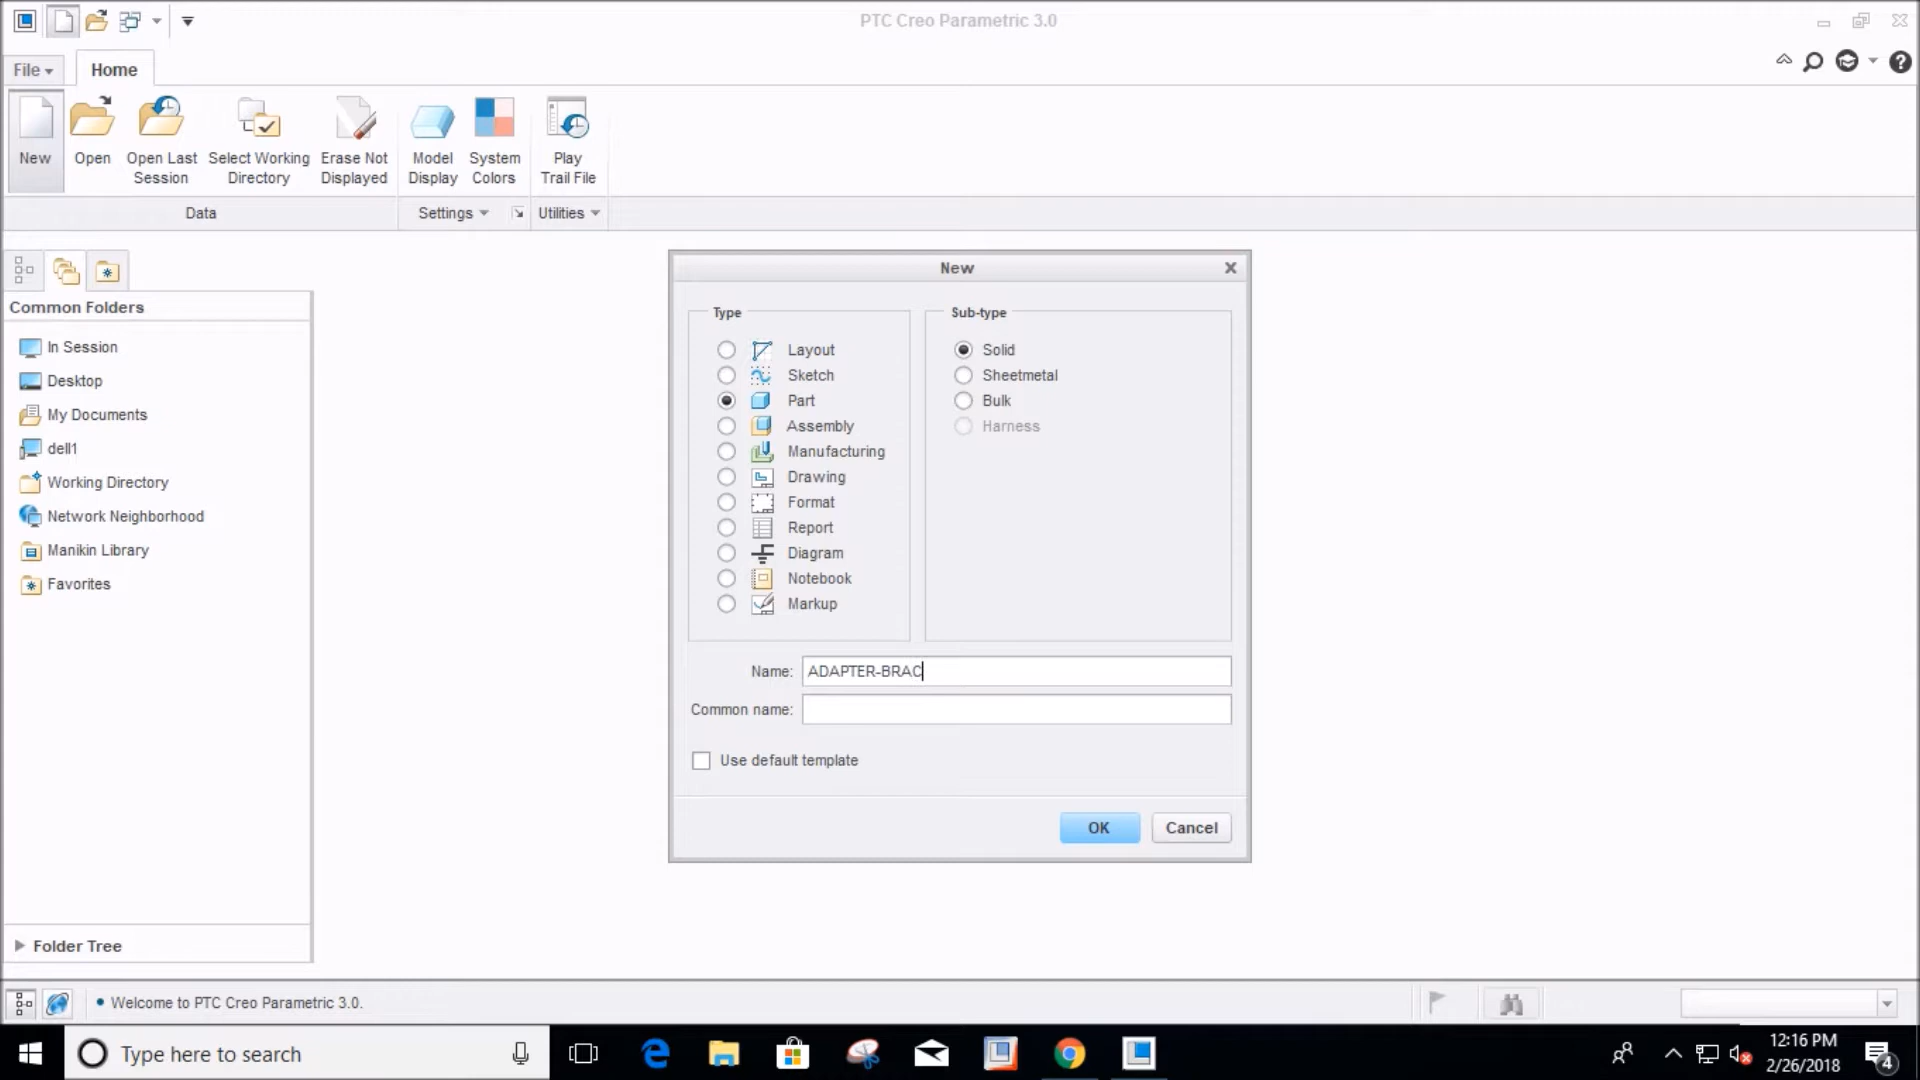 PTC Creo Parametric 3.0
File
Home
New
Open
Open Last Session
Select Working Directory
Erase Not Displayed
Model Display
System Colors
Play Trail File
Data
Settings
Utilities
Common Folders
In Session
Desktop
My Documents
dell1
Working Directory
Network Neighborhood
Manikin Library
Favorites
Folder Tree
New
Type
Layout
Sketch
Part
Assembly
Manufacturing
Drawing
Format
Report
Diagram
Notebook
Markup
Sub-type
Solid
Sheetmetal
Bulk
Harness
Name: ADAPTER-BRAC
Common name:
Use default template
OK
Cancel
• Welcome to PTC Creo Parametric 3.0.
Type here to search
12:16 PM
2/26/2018
4